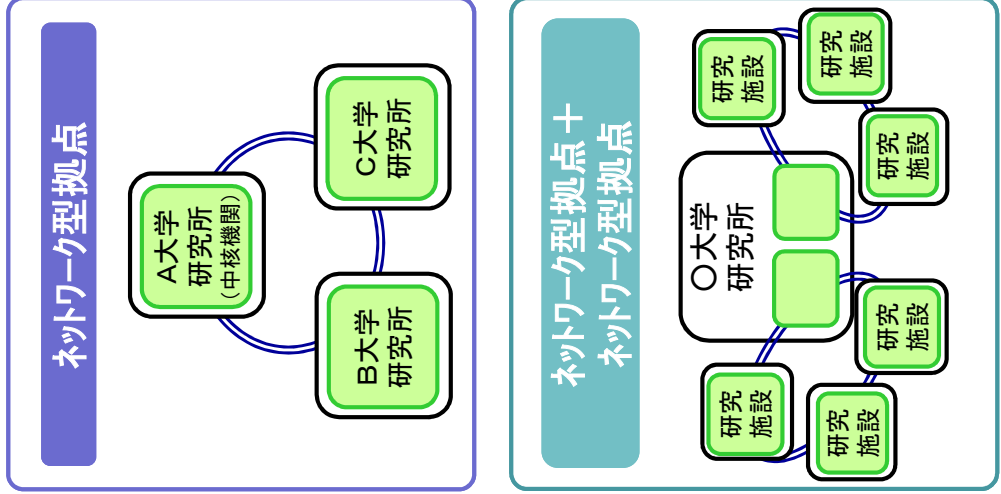 ネットワーク型拠点
A大学
研究所
(中核機関)
B大学
研究所
C大学
研究所
ネットワーク型拠点＋
ネットワーク型拠点
〇大学
研究所
研究
施設
研究
施設
研究
施設
研究
施設
研究
施設
研究
施設